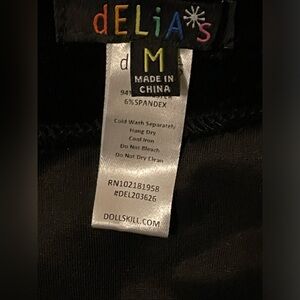 dELiA*s
M
MADE IN
CHINA
6%SPANDEX
Cold Wash Separately
Hang Dry
Cool Iron
Do Not Bleach
Do Not Dry Clean
RN102181958
#DEL203626
DOLLSKILL.COM